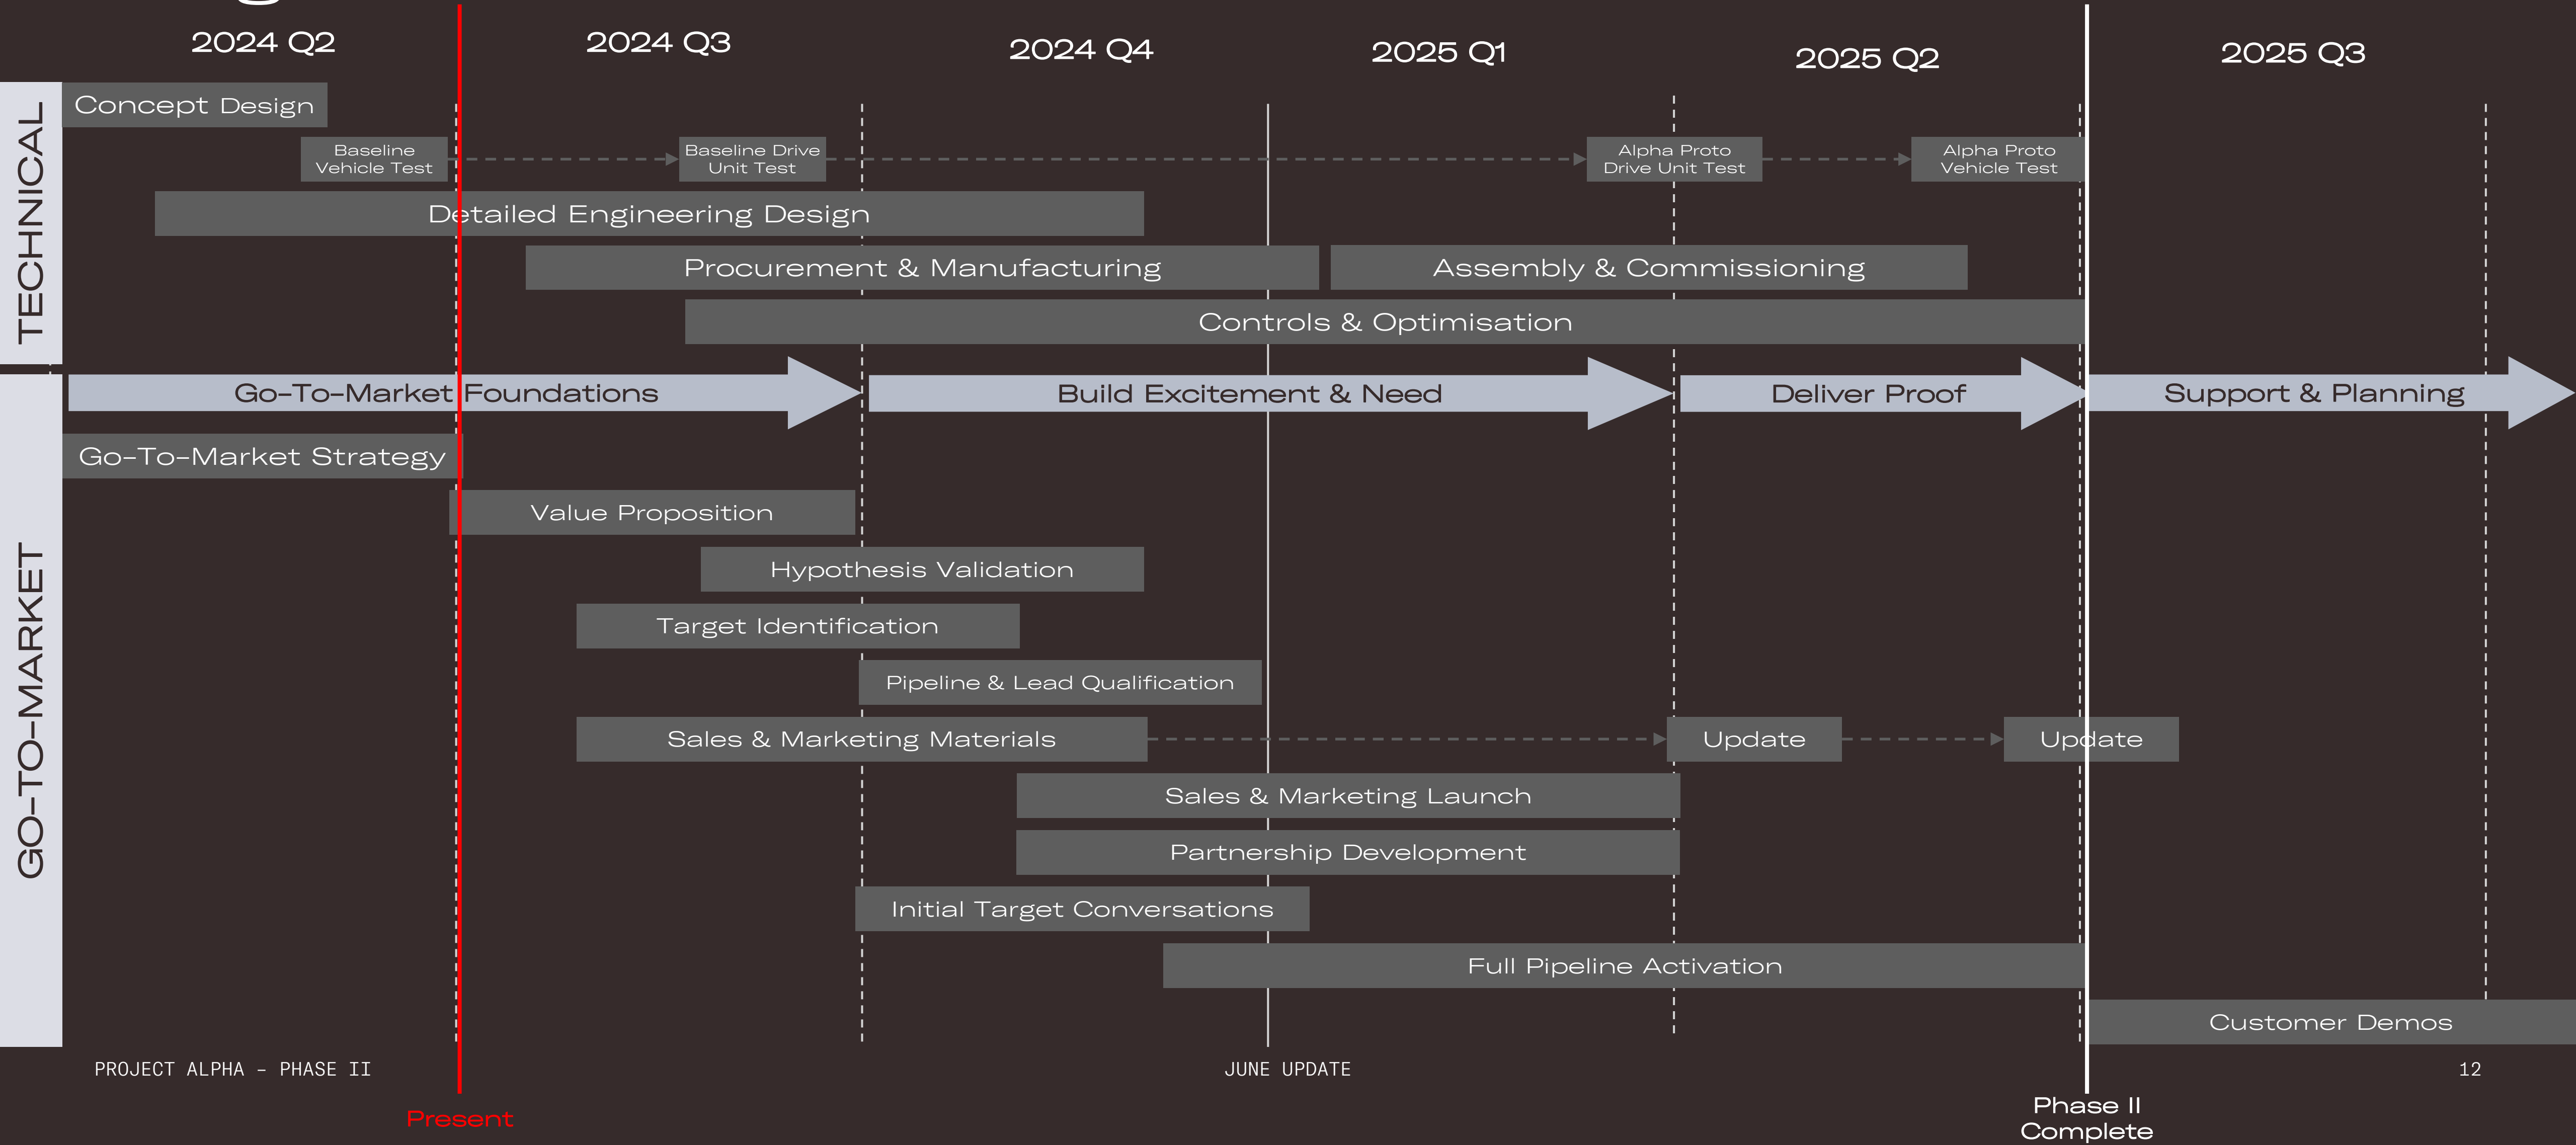 2024 Q2
2024 Q3
2024 Q4
2025 Q1
2025 Q2
2025 Q3
TECHNICAL
Concept Design
Baseline
Vehicle Test
Baseline Drive
Unit Test
Alpha Proto
Drive Unit Test
Alpha Proto
Vehicle Test
Detailed Engineering Design
Procurement & Manufacturing
Assembly & Commissioning
Controls & Optimisation
GO-TO-MARKET
Go-To-Market Foundations
Build Excitement & Need
Deliver Proof
Support & Planning
Go-To-Market Strategy
Value Proposition
Hypothesis Validation
Target Identification
Pipeline & Lead Qualification
Sales & Marketing Materials
Update
Update
Sales & Marketing Launch
Partnership Development
Initial Target Conversations
Full Pipeline Activation
Customer Demos
PROJECT ALPHA – PHASE II
JUNE UPDATE
12
Present
Phase II
Complete